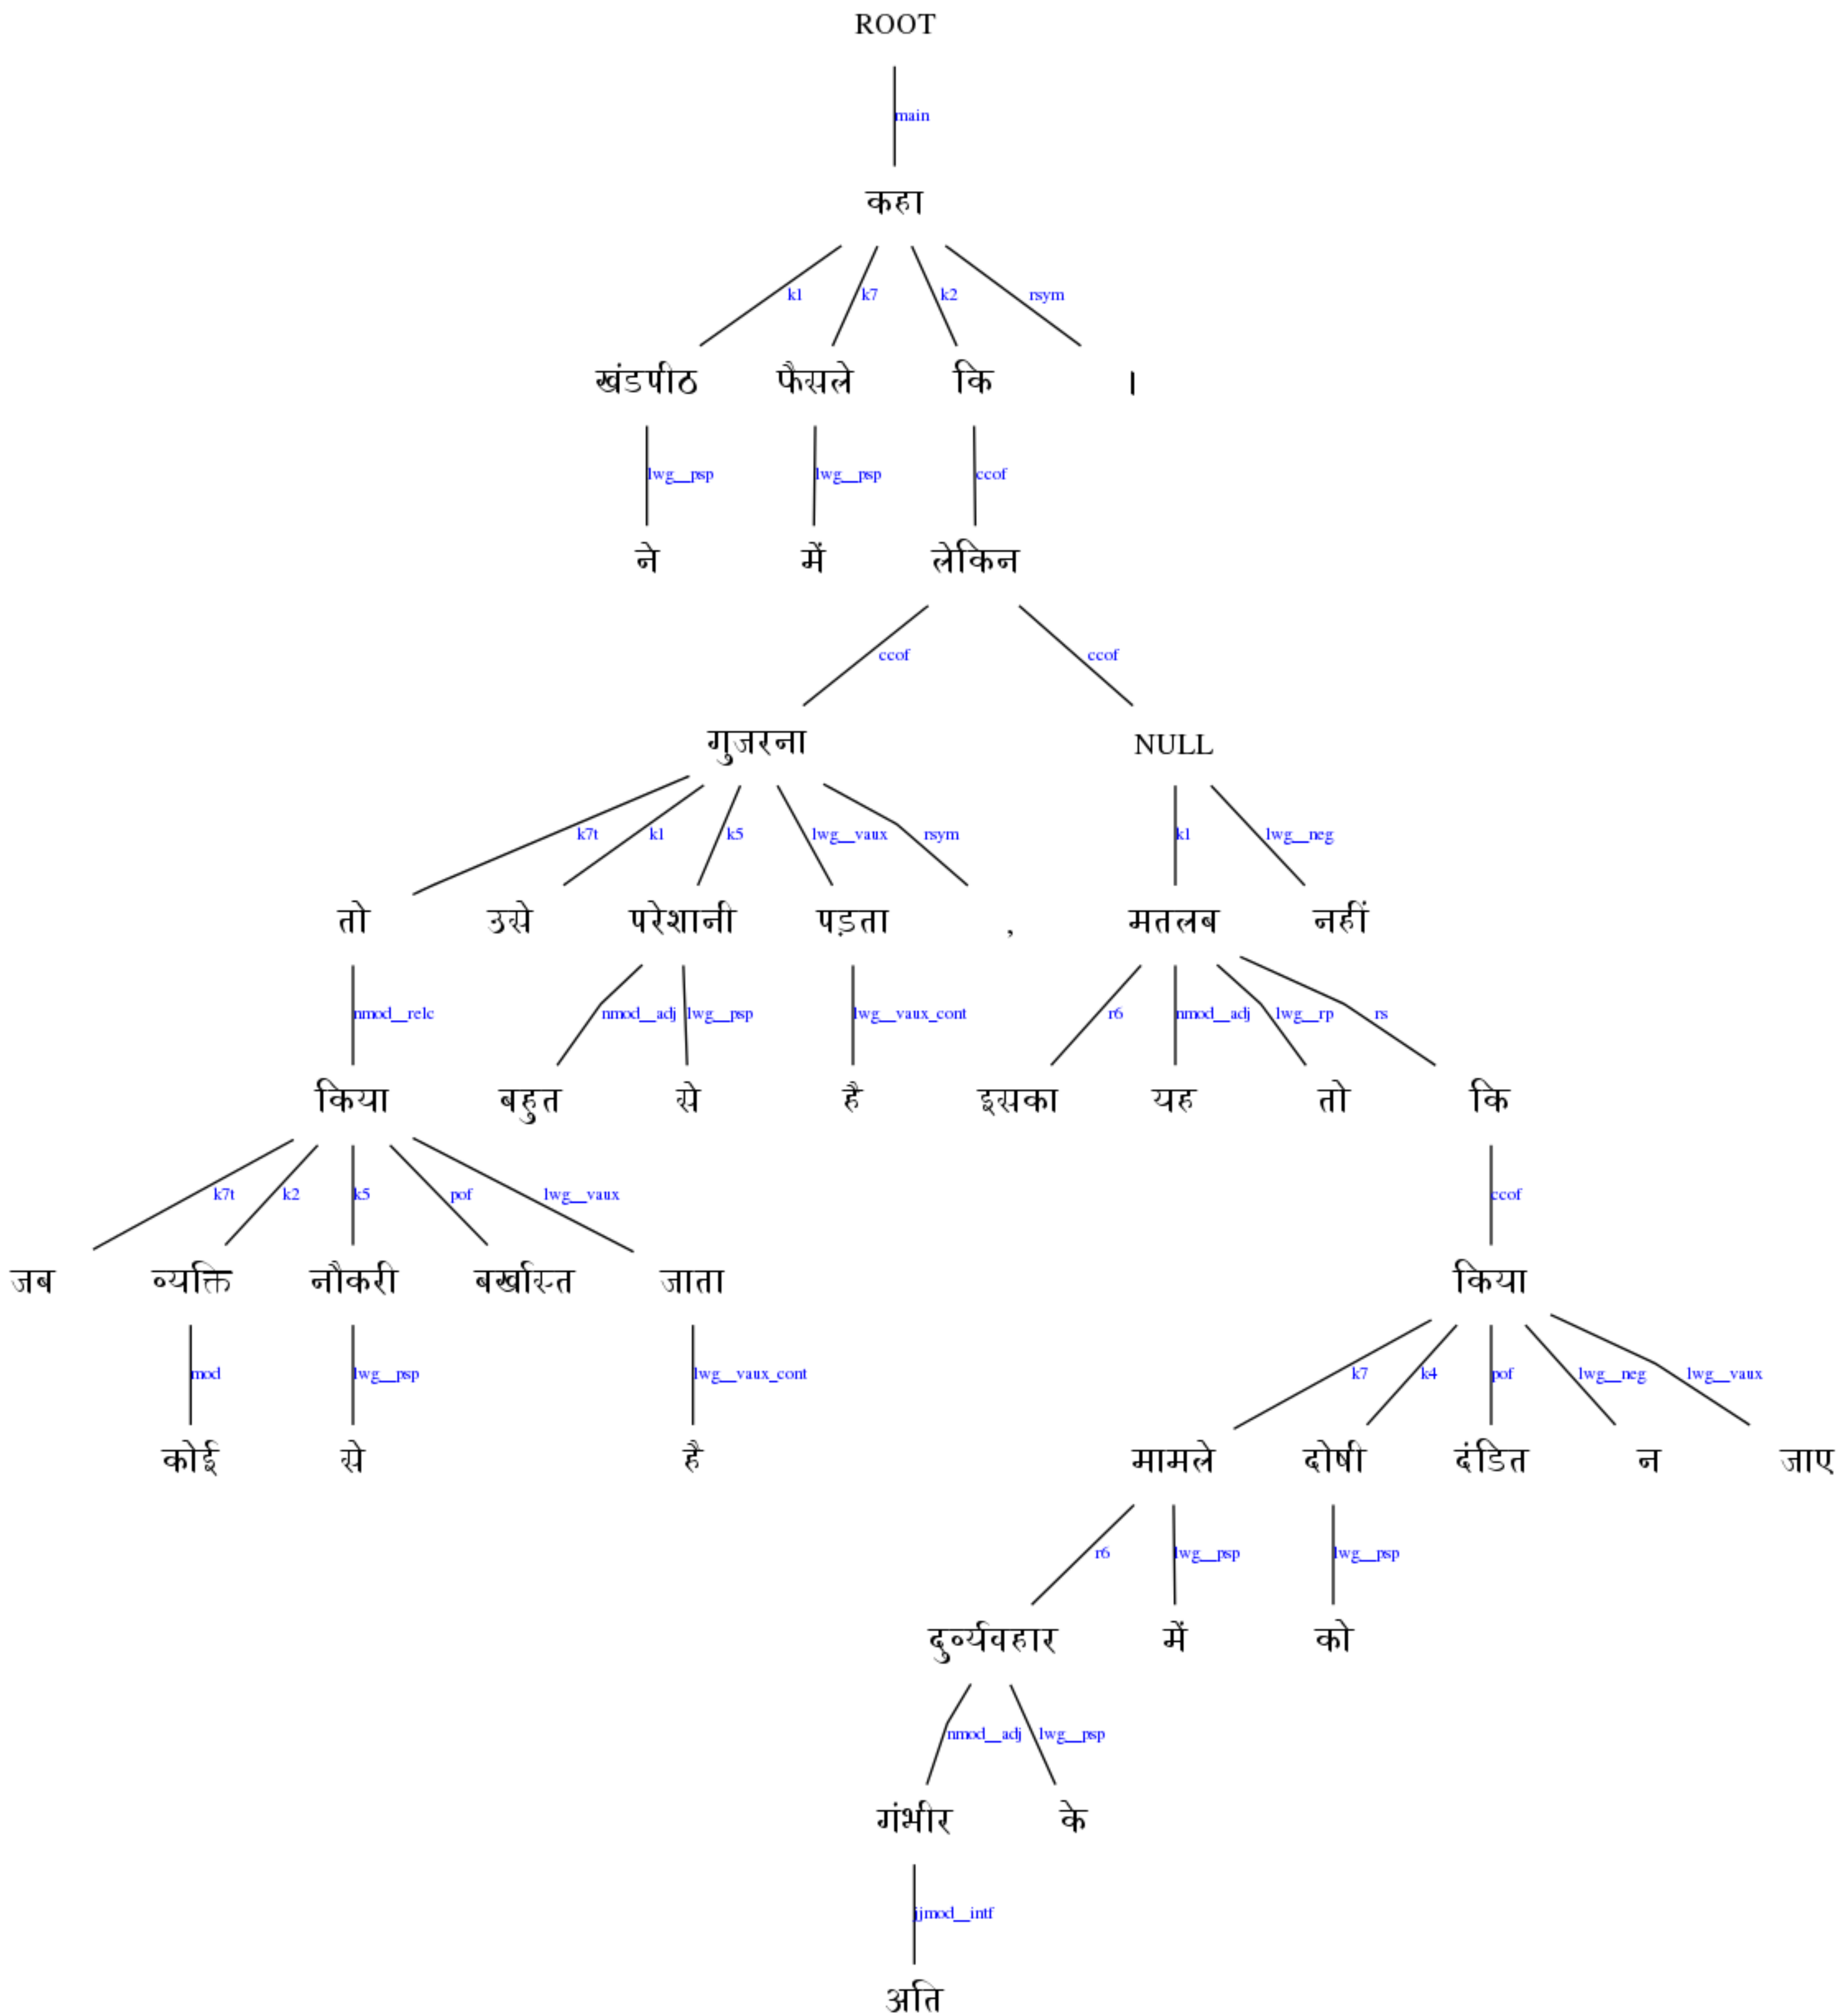 ROOT
main
कहा
k1 k7 k2 rsym
खंडपीठ फैसले कि ।
lwg__psp lwg__psp ccof
ने में लेकिन
ccof ccof
गुजरना NULL
k7t k1 k5 lwg__vaux rsym k1 lwg__neg
तो उसे परेशानी पड़ता , मतलब नहीं
nmod__relc nmod__adj lwg__psp lwg__vaux_cont r6 nmod__adj lwg__rp rs
किया बहुत से है इसका यह तो कि
k7t k2 k5 pof lwg__vaux ccof
जब व्यक्ति नौकरी बर्खास्त जाता किया
mod lwg__psp lwg__vaux_cont k7 k4 pof lwg__neg lwg__vaux
कोई से है मामले दोषी दंडित न जाए
r6 lwg__psp lwg__psp
दुर्व्यवहार में को
nmod__adj lwg__psp
गंभीर के
jjmod__intf
अति